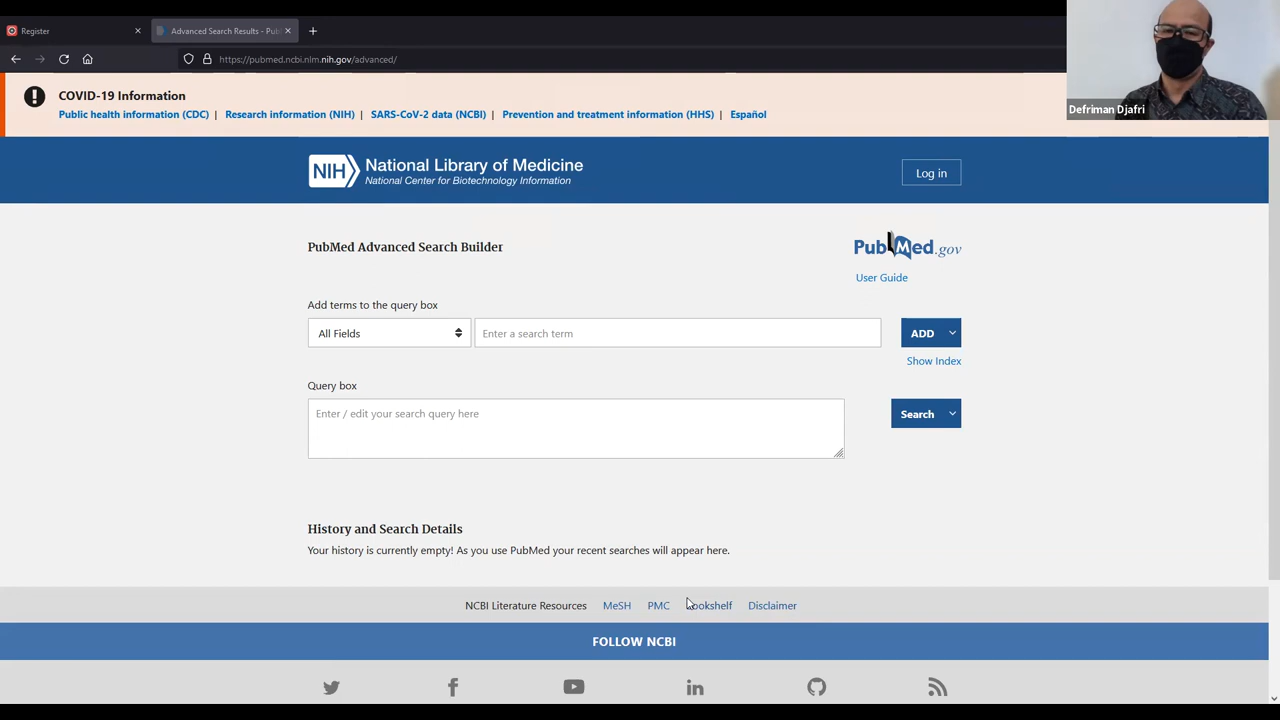 Register
Advanced Search Results - Pub
https://pubmed.ncbi.nlm.nih.gov/advanced/
Defriman Djafri
COVID-19 Information
Public health information (CDC) | Research information (NIH) | SARS-CoV-2 data (NCBI) | Prevention and treatment information (HHS) | Español
NIH National Library of Medicine
National Center for Biotechnology Information
Log in
PubMed Advanced Search Builder
PubMed.gov
User Guide
Add terms to the query box
All Fields
Enter a search term
ADD
Show Index
Query box
Enter / edit your search query here
Search
History and Search Details
Your history is currently empty! As you use PubMed your recent searches will appear here.
NCBI Literature Resources MeSH PMC Bookshelf Disclaimer
FOLLOW NCBI